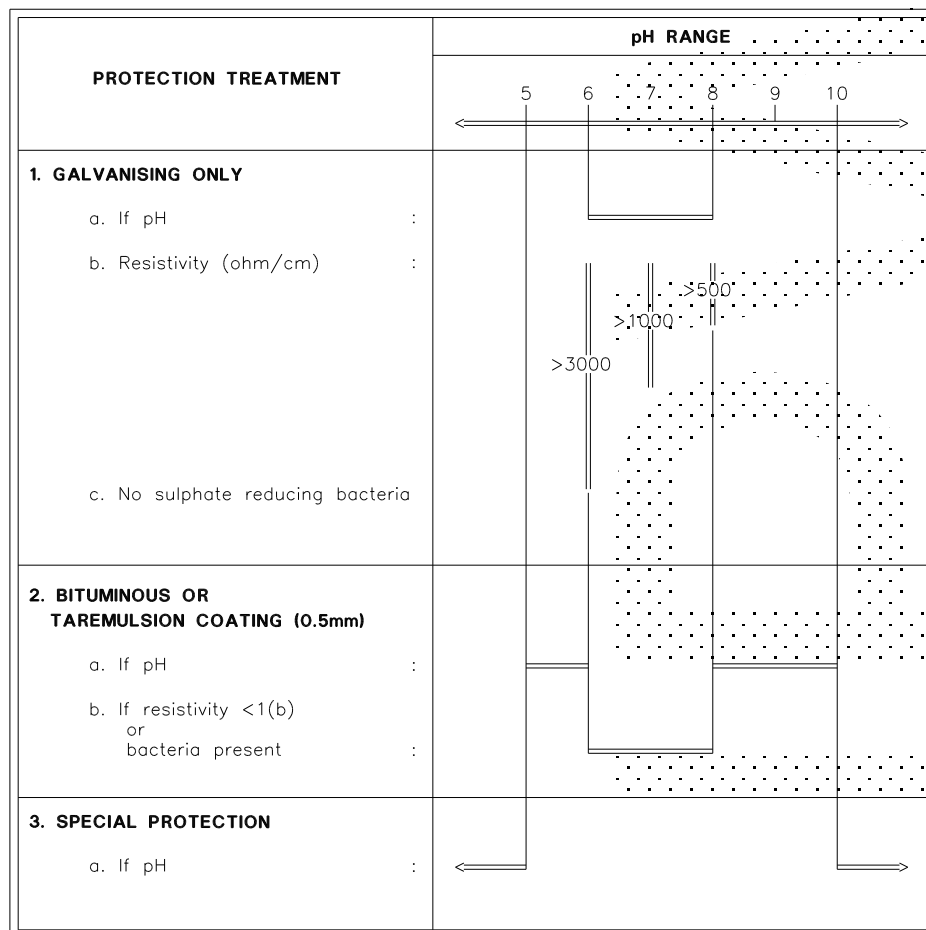 PROTECTION TREATMENT
pH RANGE
5 6 7 8 9 10
1. GALVANISING ONLY
a. If pH :
b. Resistivity (ohm/cm) :
>500
>1000
>3000
c. No sulphate reducing bacteria
2. BITUMINOUS OR
TAREMULSION COATING (0.5mm)
a. If pH :
b. If resistivity <1(b)
or
bacteria present :
3. SPECIAL PROTECTION
a. If pH :